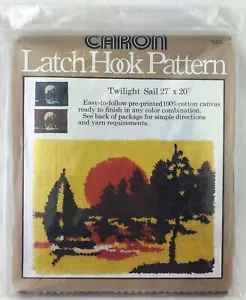 CARON
Latch Hook Pattern
Twilight Sail 27" x 20"
Easy-to-follow pre-printed 100% cotton canvas
ready to finish in any color combination.
See back of package for simple directions
and yarn requirements.